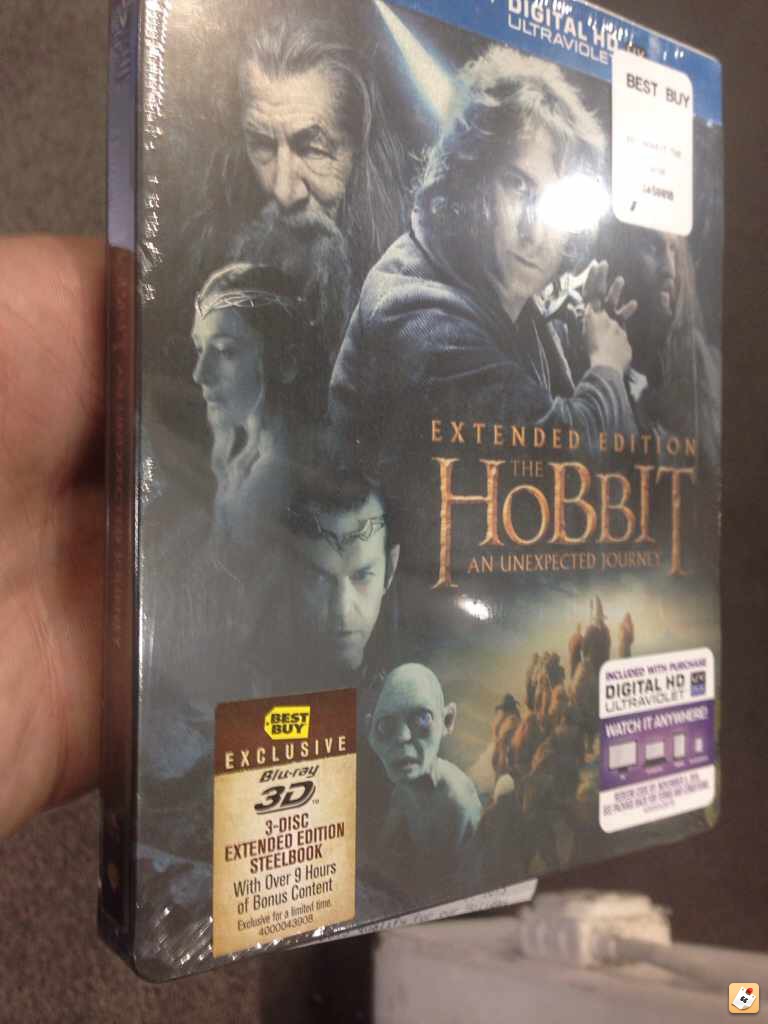 DIGITAL HD
ULTRAVIOLET
BEST BUY
EXTENDED EDITION
THE
HOBBIT
AN UNEXPECTED JOURNEY
INCLUDED WITH PURCHASE
DIGITAL HD
ULTRAVIOLET
WATCH IT ANYWHERE!
BEST
BUY
EXCLUSIVE
Blu-ray
3D
3-DISC
EXTENDED EDITION
STEELBOOK
With Over 9 Hours
of Bonus Content
Exclusive for a limited time.
4000043908